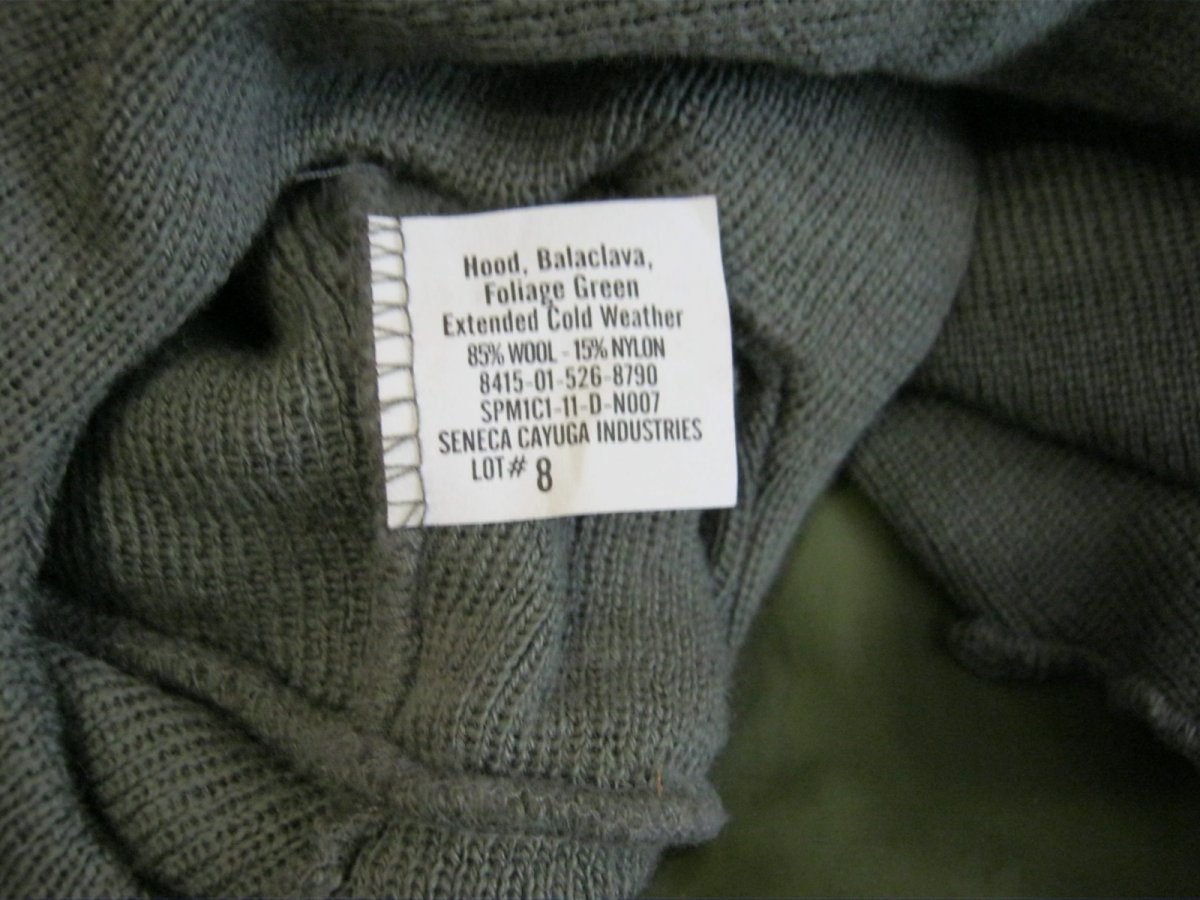 Hood, Balaclava,
Foliage Green
Extended Cold Weather
85% WOOL - 15% NYLON
8415-01-526-8790
SPM1C1-11-D-N007
SENECA CAYUGA INDUSTRIES
LOT# 8